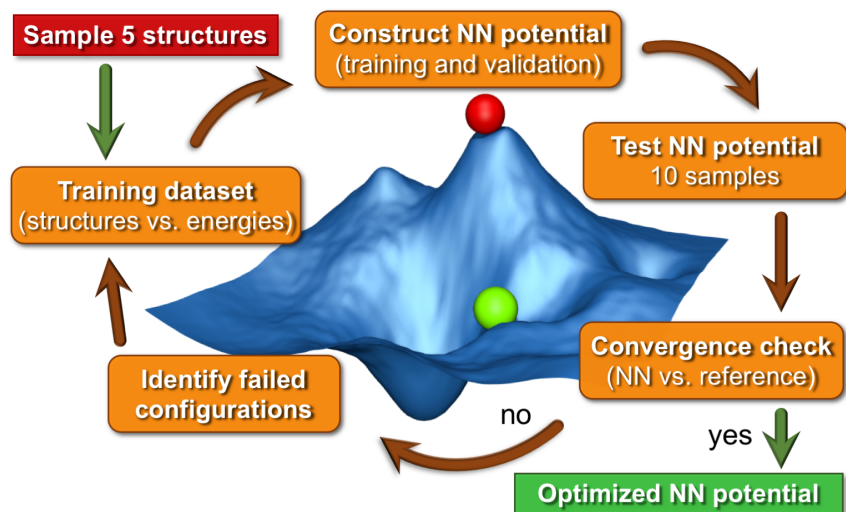 Sample 5 structures
Construct NN potential
(training and validation)
Test NN potential
10 samples
Training dataset
(structures vs. energies)
Convergence check
(NN vs. reference)
Identify failed
configurations
no
yes
Optimized NN potential